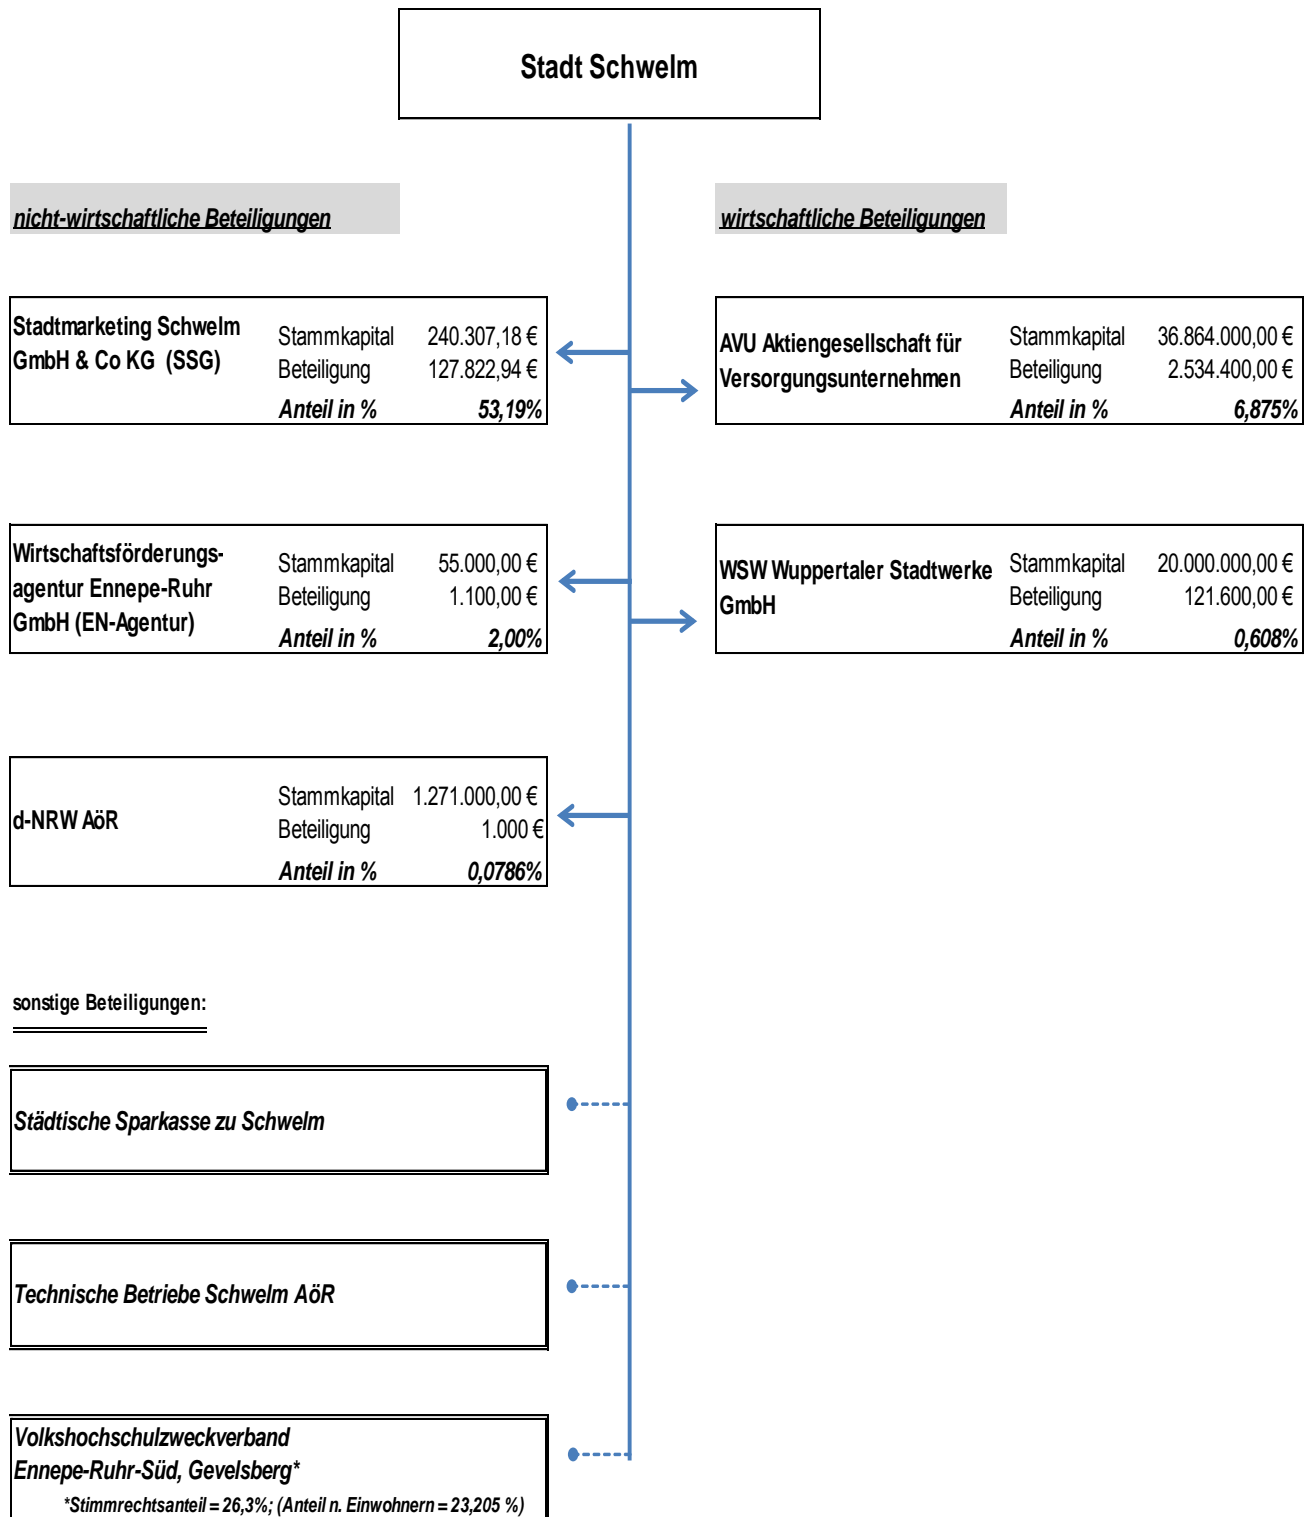 Stadt Schwelm
nicht-wirtschaftliche Beteiligungen
wirtschaftliche Beteiligungen
Stadtmarketing Schwelm
GmbH & Co KG (SSG)
Stammkapital 240.307,18 €
Beteiligung 127.822,94 €
Anteil in % 53,19%
AVU Aktiengesellschaft für
Versorgungsunternehmen
Stammkapital 36.864.000,00 €
Beteiligung 2.534.400,00 €
Anteil in % 6,875%
Wirtschaftsförderungs-
agentur Ennepe-Ruhr
GmbH (EN-Agentur)
Stammkapital 55.000,00 €
Beteiligung 1.100,00 €
Anteil in % 2,00%
WSW Wuppertaler Stadtwerke
GmbH
Stammkapital 20.000.000,00 €
Beteiligung 121.600,00 €
Anteil in % 0,608%
d-NRW AöR
Stammkapital 1.271.000,00 €
Beteiligung 1.000 €
Anteil in % 0,0786%
sonstige Beteiligungen:
Städtische Sparkasse zu Schwelm
Technische Betriebe Schwelm AöR
Volkshochschulzweckverband
Ennepe-Ruhr-Süd, Gevelsberg*
*Stimmrechtsanteil = 26,3%; (Anteil n. Einwohnern = 23,205 %)